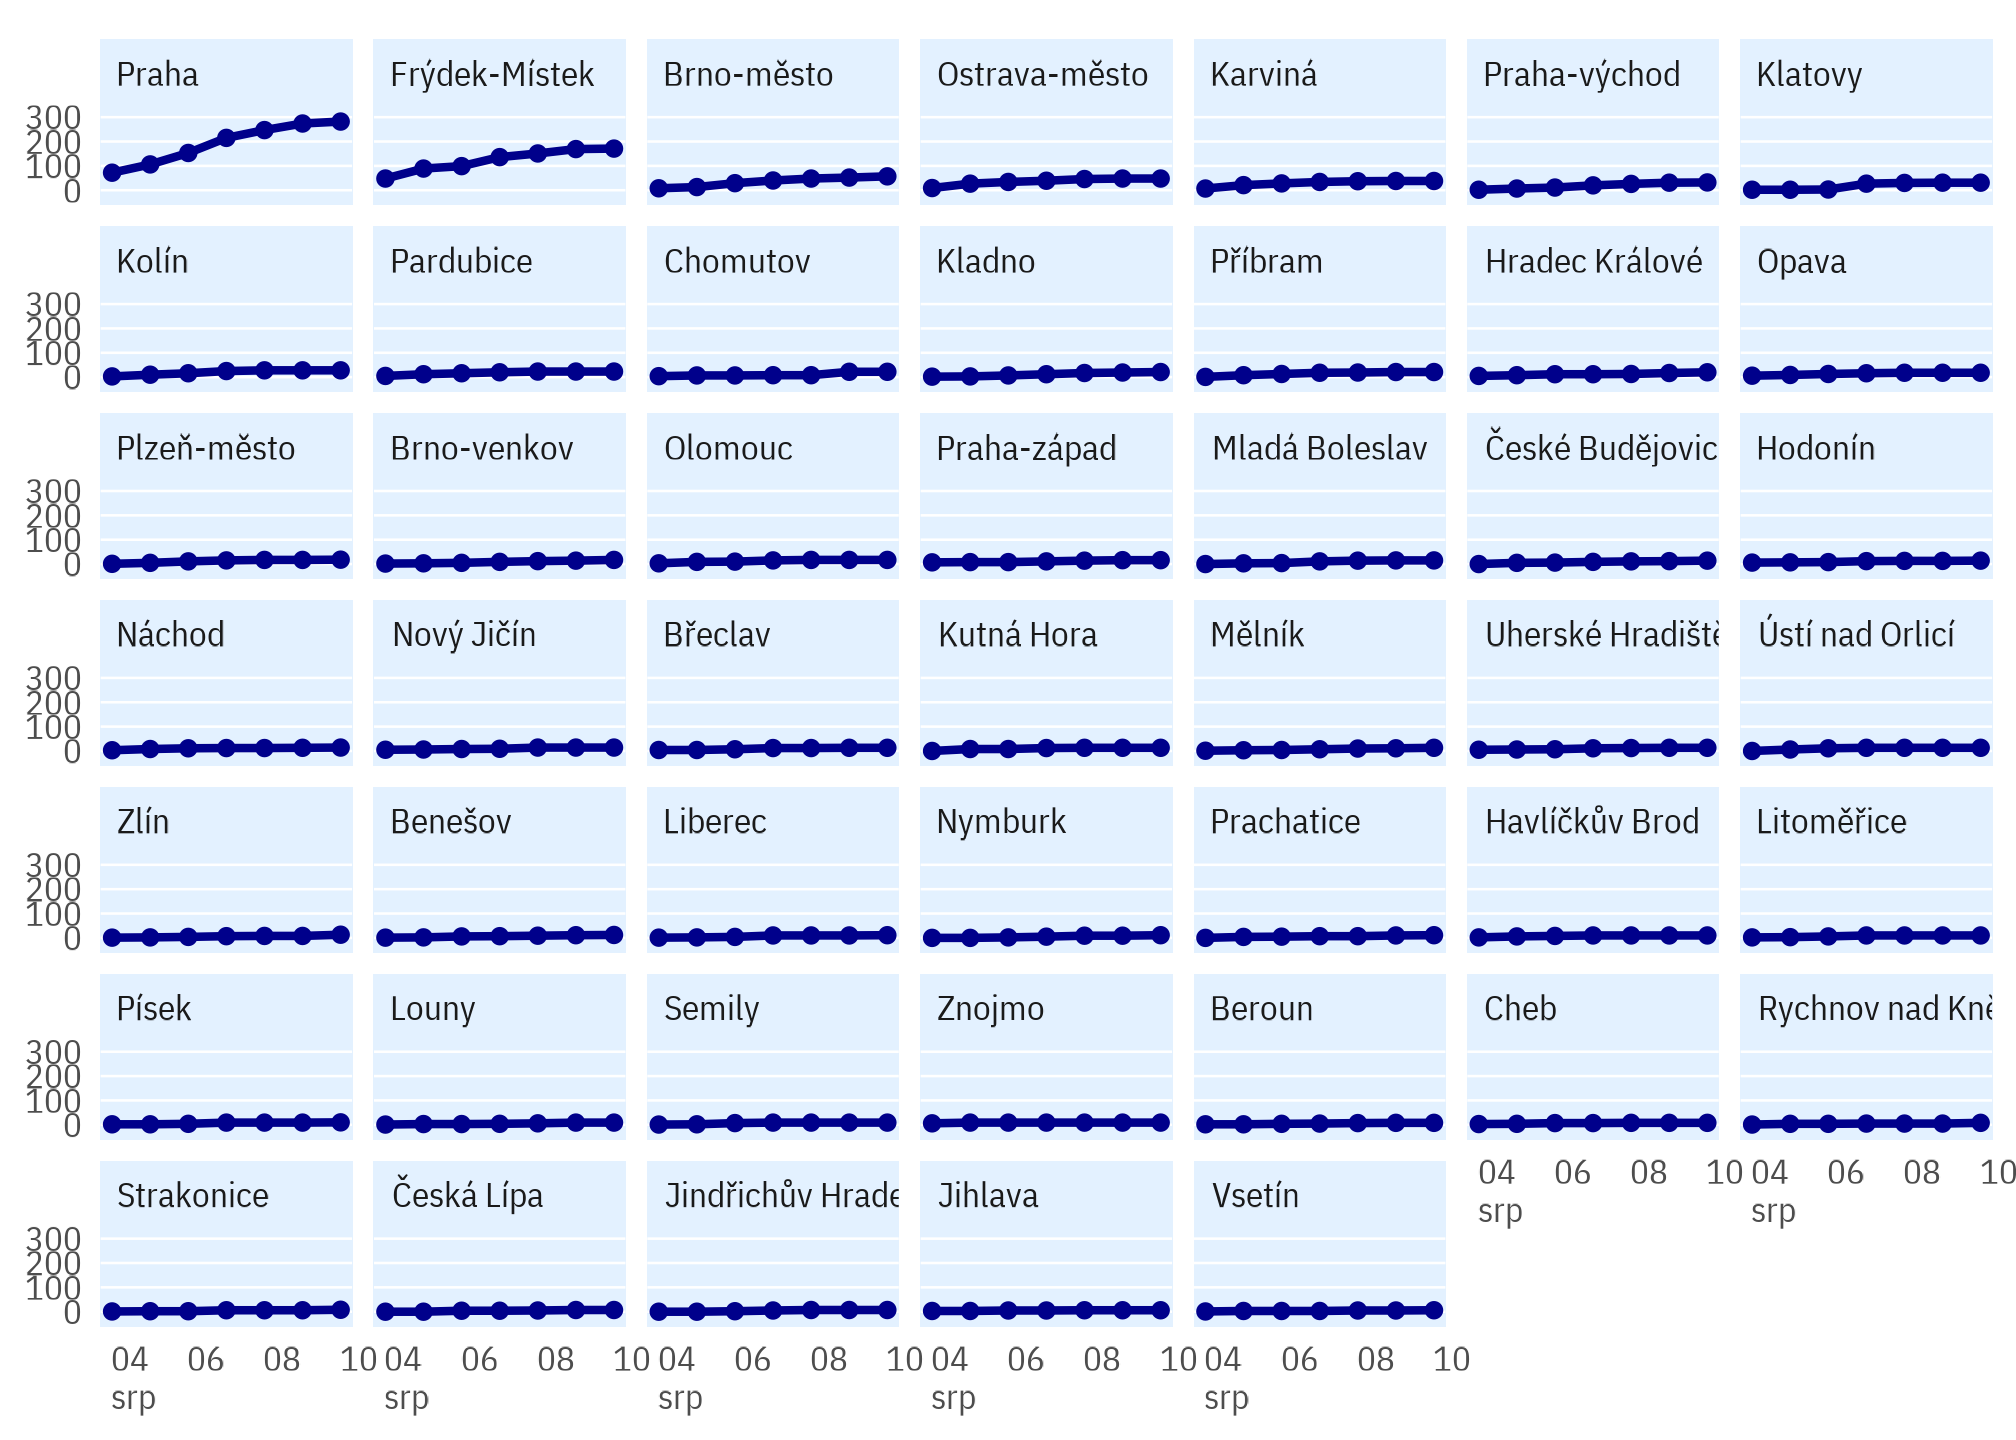 Praha Frýdek-Místek Brno-město Ostrava-město Karviná Praha-východ Klatovy
300
200
100
0
Kolín Pardubice Chomutov Kladno Příbram Hradec Králové Opava
300
200
100
0
Plzeň-město Brno-venkov Olomouc Praha-západ Mladá Boleslav České Budějovic Hodonín
300
200
100
0
Náchod Nový Jičín Břeclav Kutná Hora Mělník Uherské Hradiště Ústí nad Orlicí
300
200
100
0
Zlín Benešov Liberec Nymburk Prachatice Havlíčkův Brod Litoměřice
300
200
100
0
Písek Louny Semily Znojmo Beroun Cheb Rychnov nad Kně
300
200
100
0
04 06 08 10 04 06 08 10
srp srp
Strakonice Česká Lípa Jindřichův Hrade Jihlava Vsetín
300
200
100
0
04 06 08 10 04 06 08 10 04 06 08 10 04 06 08 10 04 06 08 10
srp srp srp srp srp